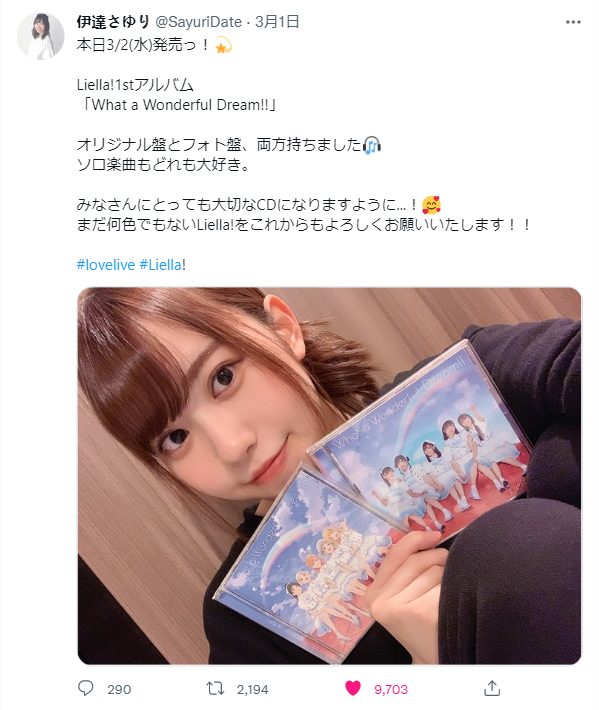 伊達さゆり @SayuriDate · 3月1日
本日3/2(水)発売っ！💫
Liella!1stアルバム
「What a Wonderful Dream!!」
オリジナル盤とフォト盤、両方持ちました🎧
ソロ楽曲もどれも大好き。
みなさんにとっても大切なCDになりますように...！🥰
まだ何色でもないLiella!をこれからもよろしくお願いいたします！！
#lovelive #Liella!
What a Wonderful Dream!!
290 2,194 9,703